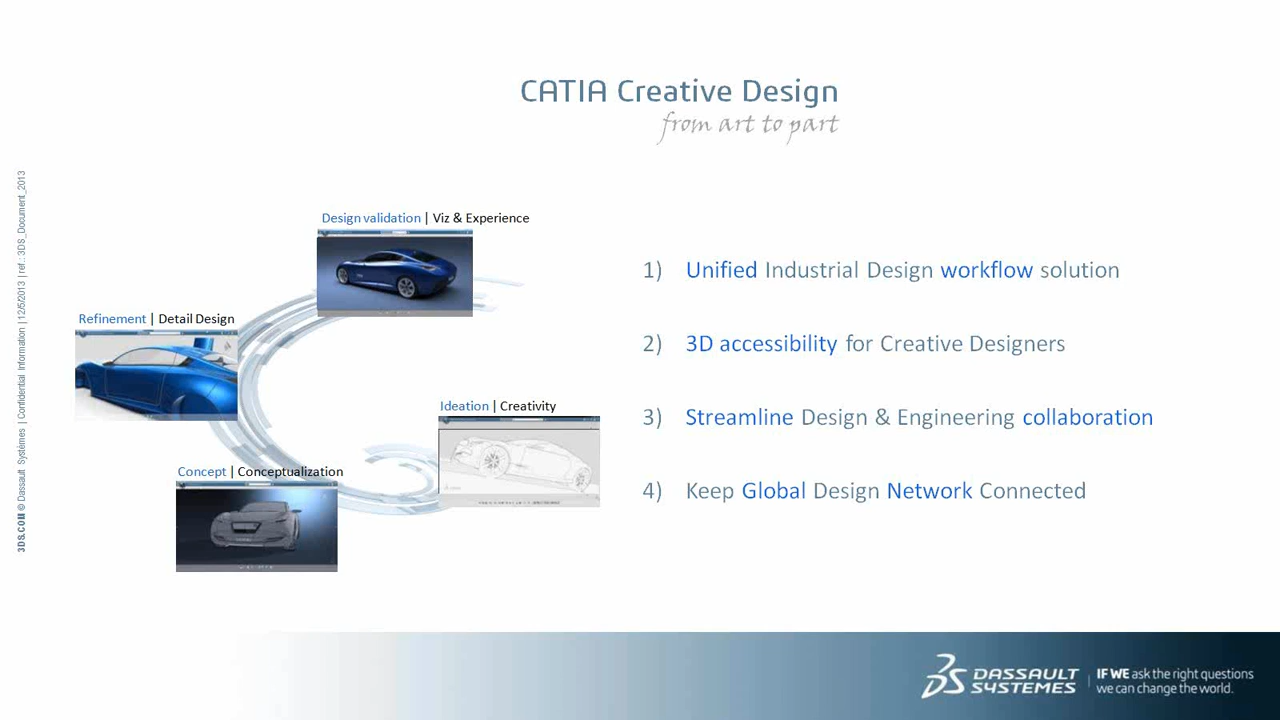 CATIA Creative Design
from art to part
3DS.COM © Dassault Systèmes | Confidential Information | 12/5/2013 | ref.: 3DS_Document_2013
Design validation | Viz & Experience
Refinement | Detail Design
Ideation | Creativity
Concept | Conceptualization
1) Unified Industrial Design workflow solution
2) 3D accessibility for Creative Designers
3) Streamline Design & Engineering collaboration
4) Keep Global Design Network Connected
DASSAULT
SYSTEMES
IF WE ask the right questions
we can change the world.